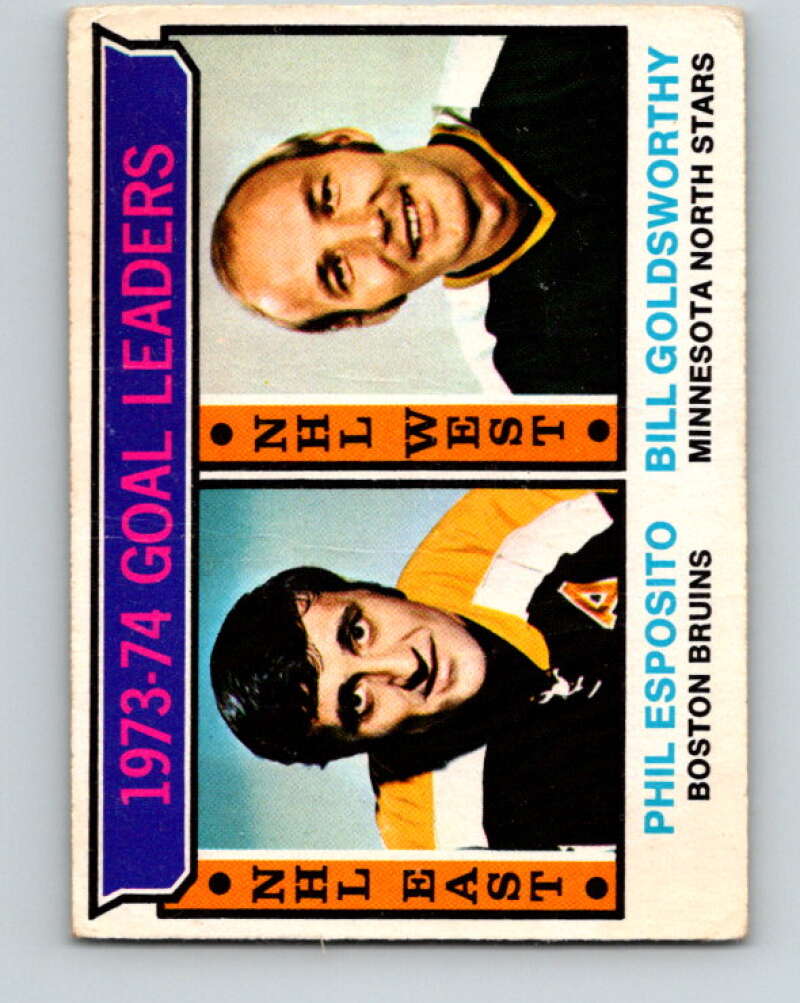 1973-74 GOAL LEADERS
NHL EAST
NHL WEST
A
PHIL ESPOSITO
BOSTON BRUINS
BILL GOLDSWORTHY
MINNESOTA NORTH STARS